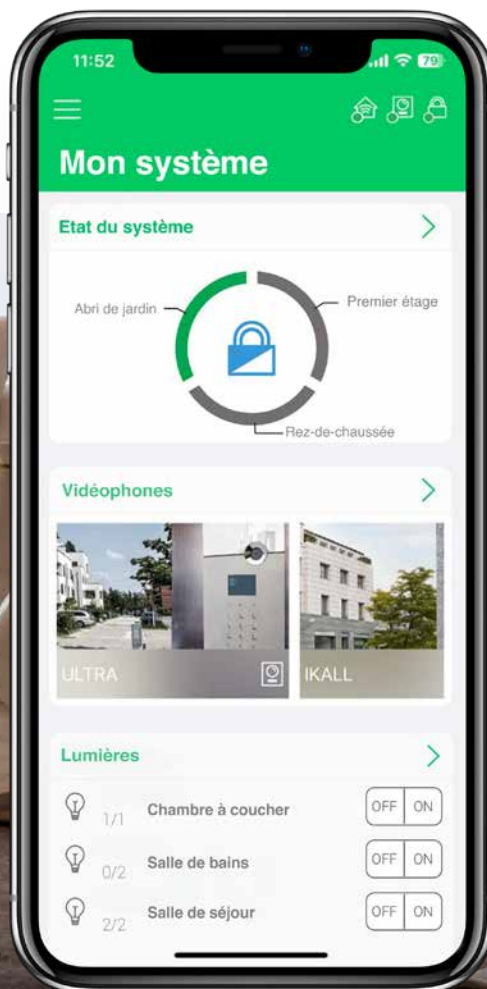 11:52
79
Mon système
Etat du système
Abri de jardin
Premier étage
Rez-de-chaussée
Vidéophones
ULTRA
IKALL
Lumières
1/1 Chambre à coucher OFF ON
0/2 Salle de bains OFF ON
2/2 Salle de séjour OFF ON